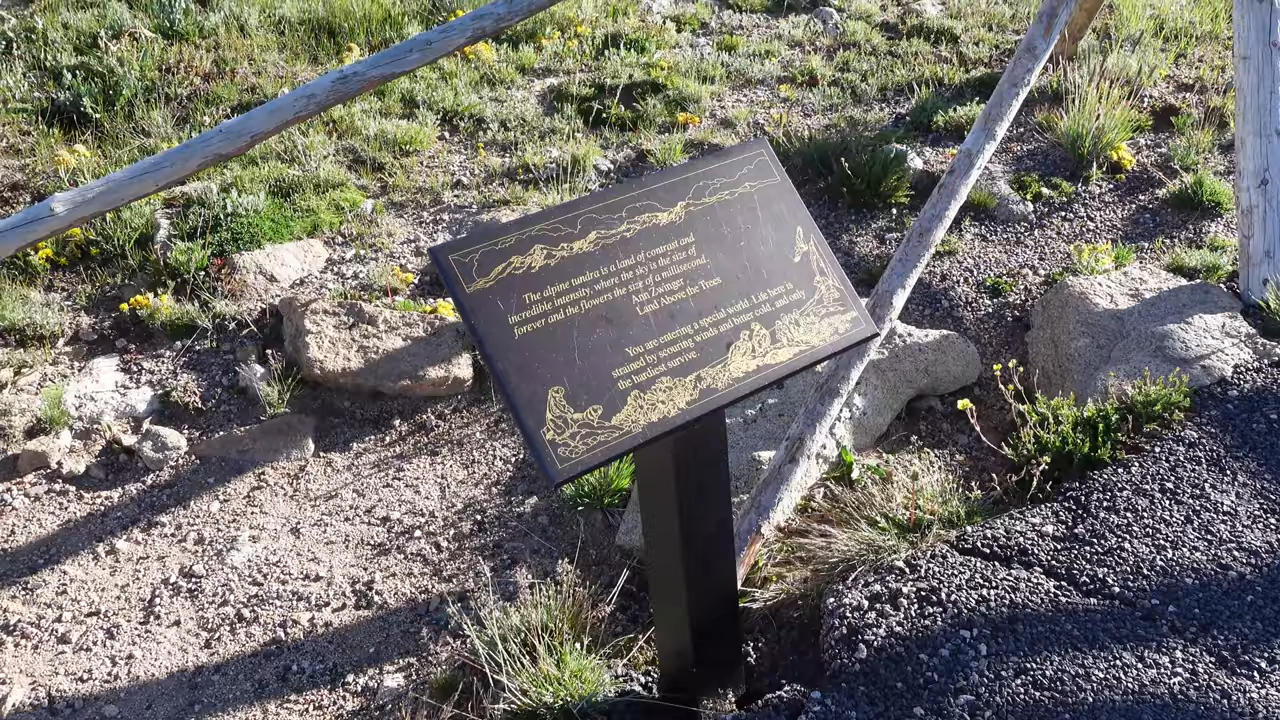 The alpine tundra is a land of contrast and
incredible intensity, where the sky is the size of
forever and the flowers the size of a millisecond.
Ann Zwinger
Land Above the Trees
You are entering a special world. Life here is
strained by scouring winds and bitter cold, and only
the hardiest survive.